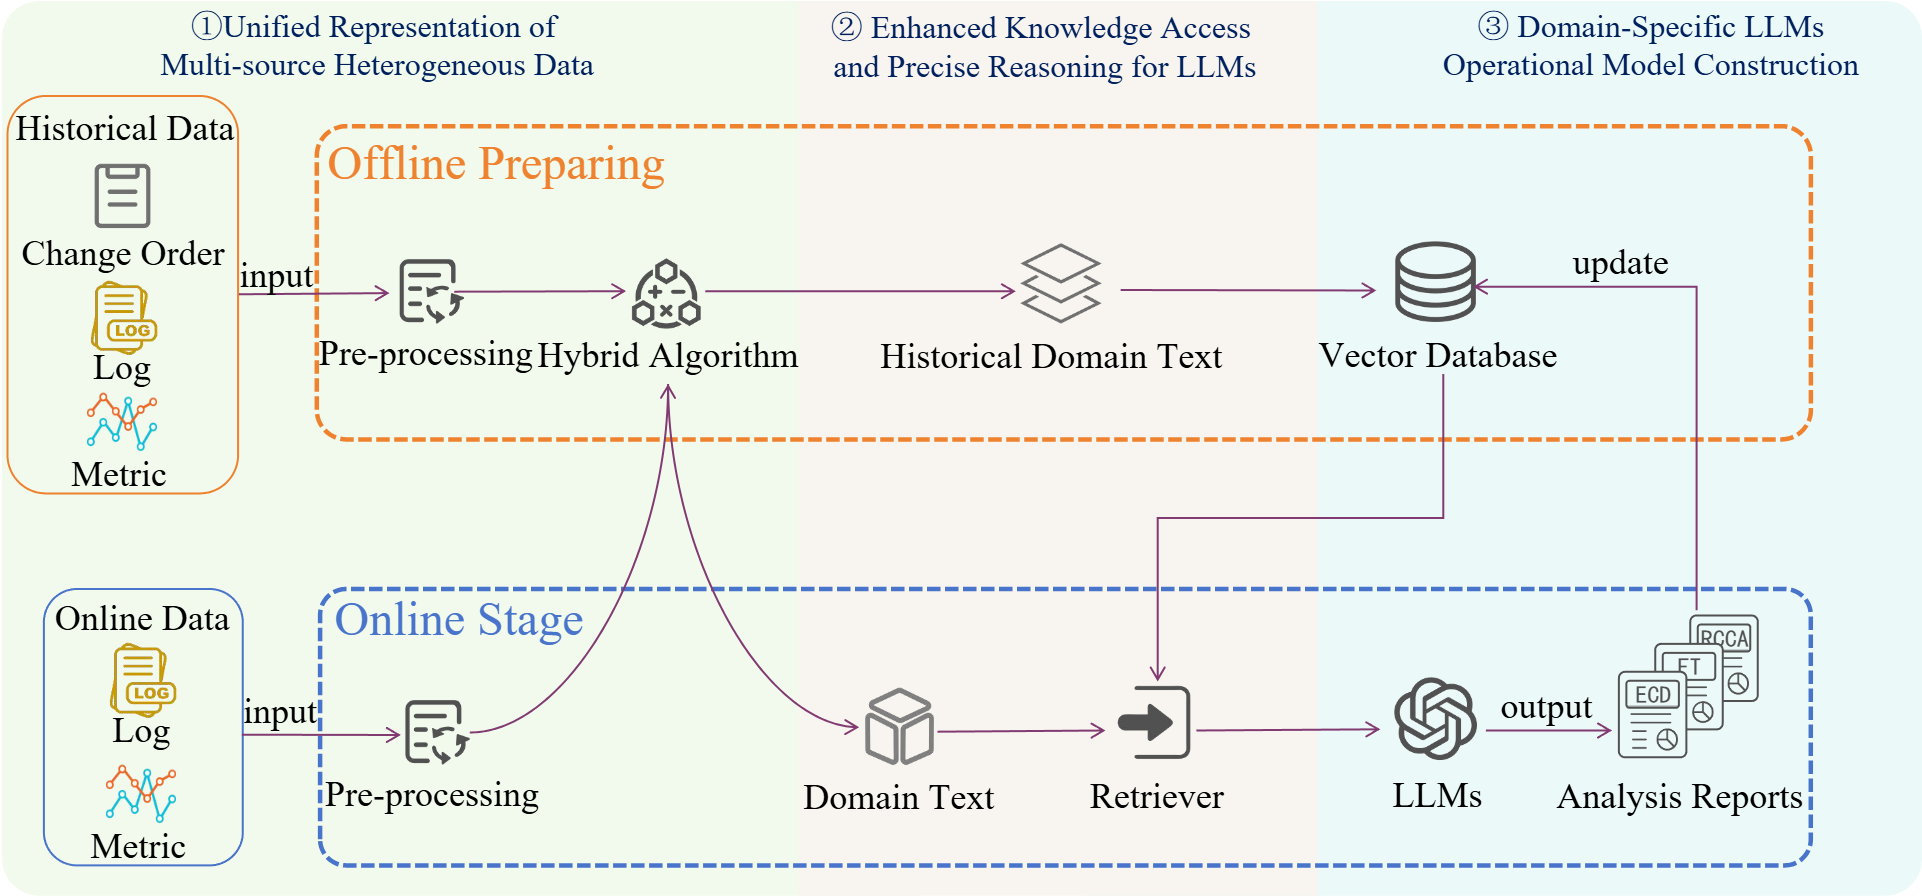 ①Unified Representation of
Multi-source Heterogeneous Data
② Enhanced Knowledge Access
and Precise Reasoning for LLMs
③ Domain-Specific LLMs
Operational Model Construction
Historical Data
Change Order
LOG
Log
Metric
input
Offline Preparing
Pre-processing
Hybrid Algorithm
Historical Domain Text
Vector Database
update
Online Data
LOG
Log
Metric
input
Online Stage
Pre-processing
Domain Text
Retriever
LLMs
output
RCCA
FT
ECD
Analysis Reports